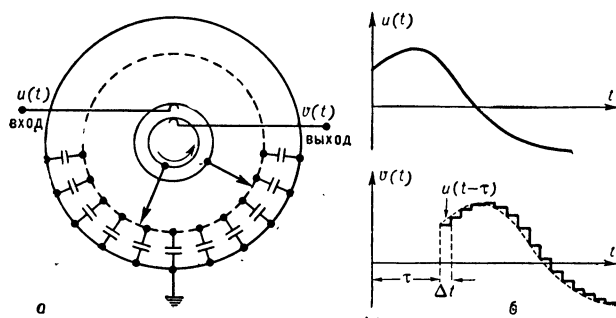 u(t)
вход
υ(t)
выход
а
u(t)
t
υ(t)
u(t−τ)
t
τ
Δt
б